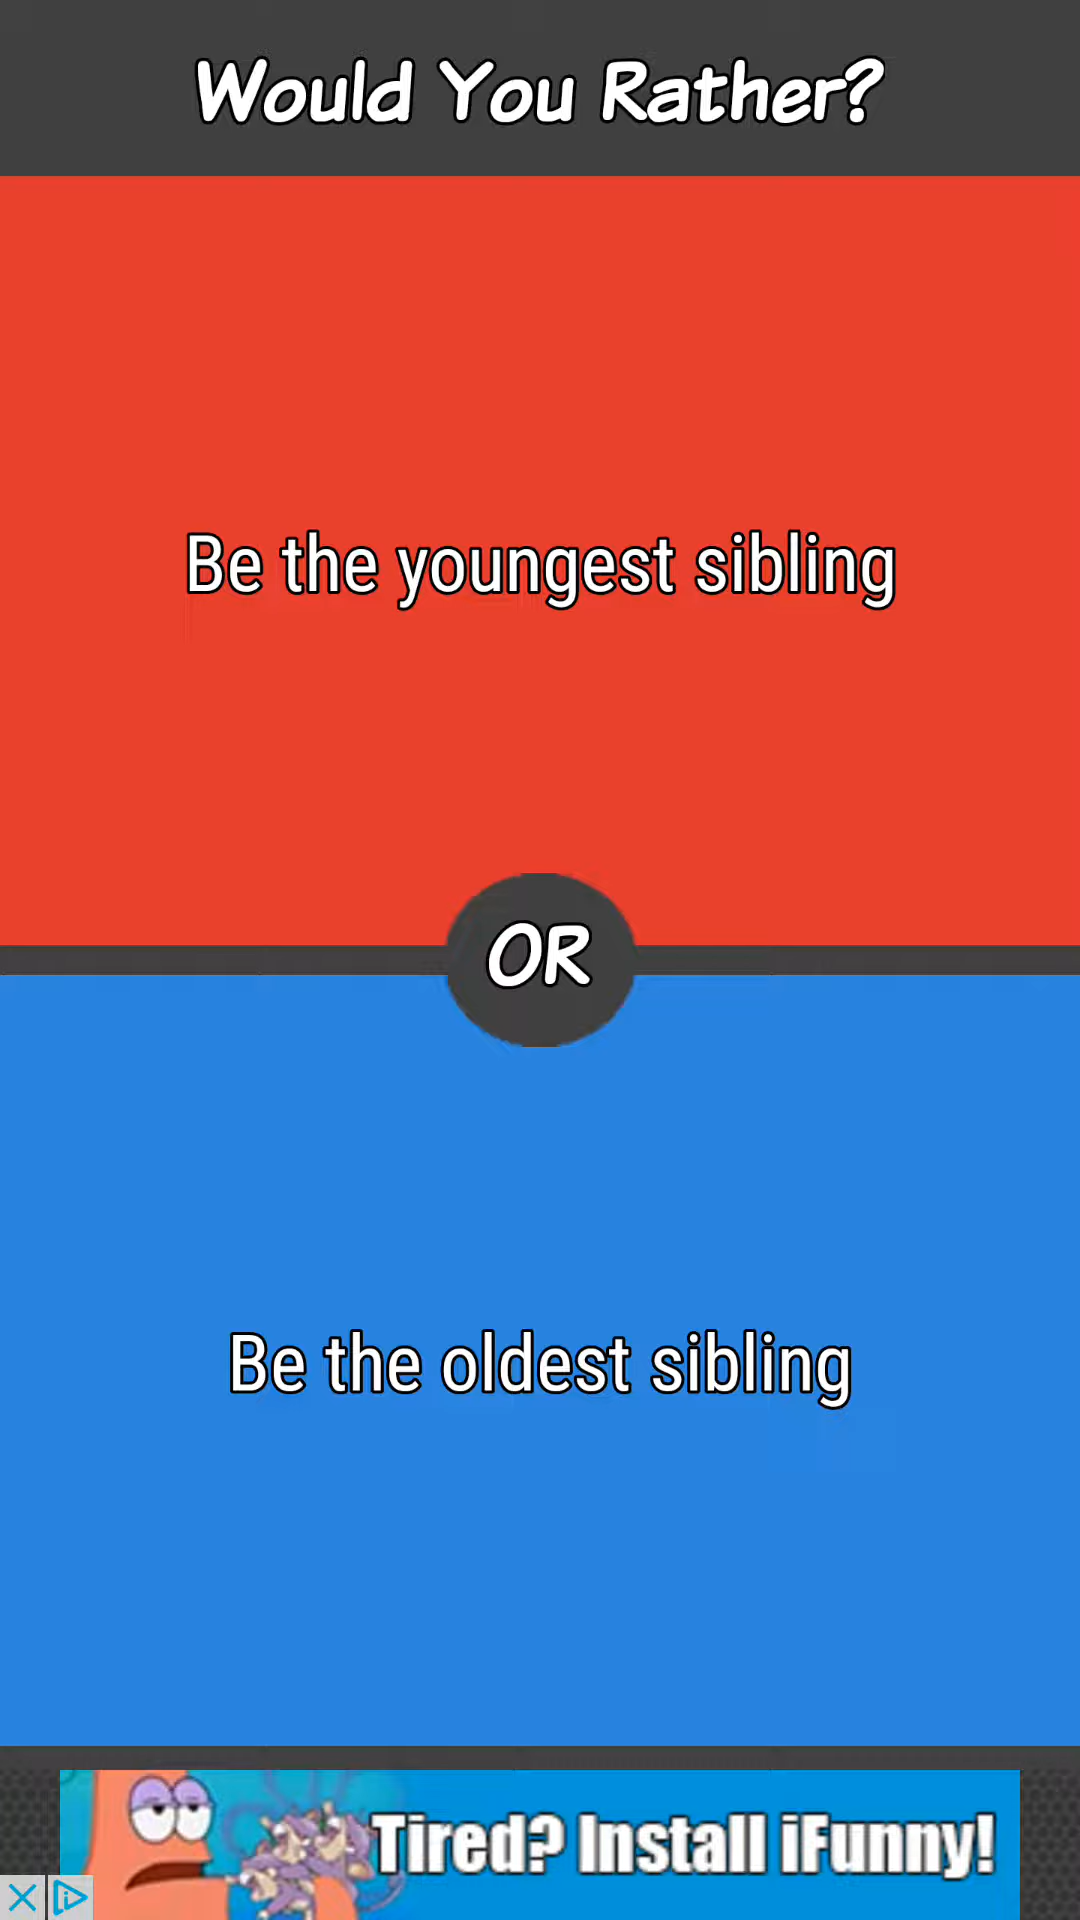 Would You Rather?
Be the youngest sibling
OR
Be the oldest sibling
Tired? Install iFunny!